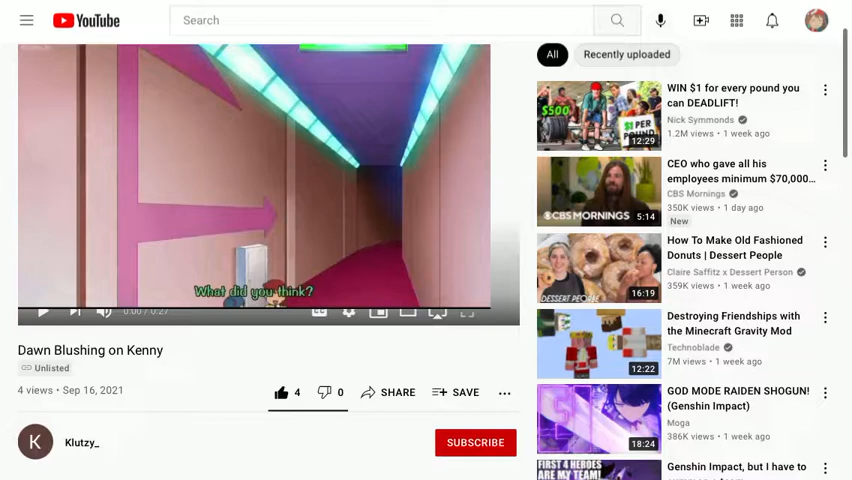 YouTube
Search
All
Recently uploaded
WIN $1 for every pound you
can DEADLIFT!
Nick Symmonds
1.2M views • 1 week ago
$500
$1 PER
POUND
12:29
CEO who gave all his
employees minimum $70,000...
CBS Mornings
350K views • 1 day ago
New
CBS MORNINGS
5:14
How To Make Old Fashioned
Donuts | Dessert People
Claire Saffitz x Dessert Person
359K views • 1 week ago
DESSERT PEOPLE
16:19
Destroying Friendships with
the Minecraft Gravity Mod
Technoblade
7M views • 1 week ago
12:22
GOD MODE RAIDEN SHOGUN!
(Genshin Impact)
Moga
386K views • 1 week ago
18:24
FIRST 4 HEROES
ARE MY TEAM!
Genshin Impact, but I have to
What did you think?
0:00 / 0:27
CC
Dawn Blushing on Kenny
Unlisted
4 views • Sep 16, 2021
4
0
SHARE
SAVE
K
Klutzy_
SUBSCRIBE